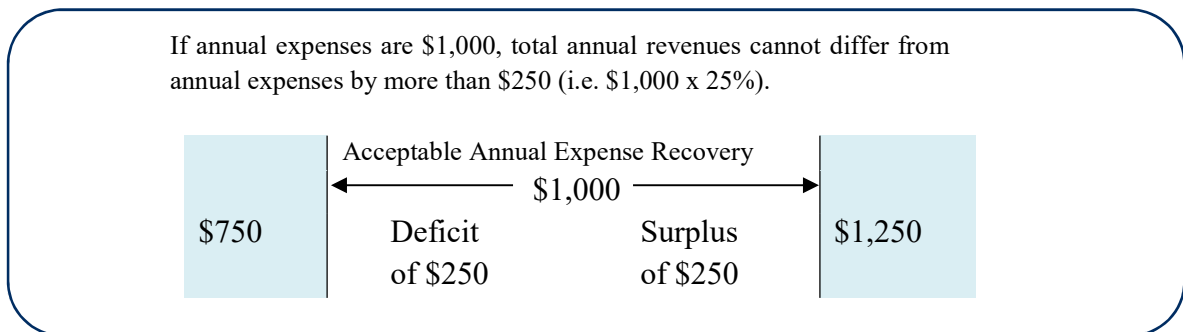 If annual expenses are $1,000, total annual revenues cannot differ from
annual expenses by more than $250 (i.e. $1,000 x 25%).
Acceptable Annual Expense Recovery
$1,000
$750
Deficit
of $250
Surplus
of $250
$1,250